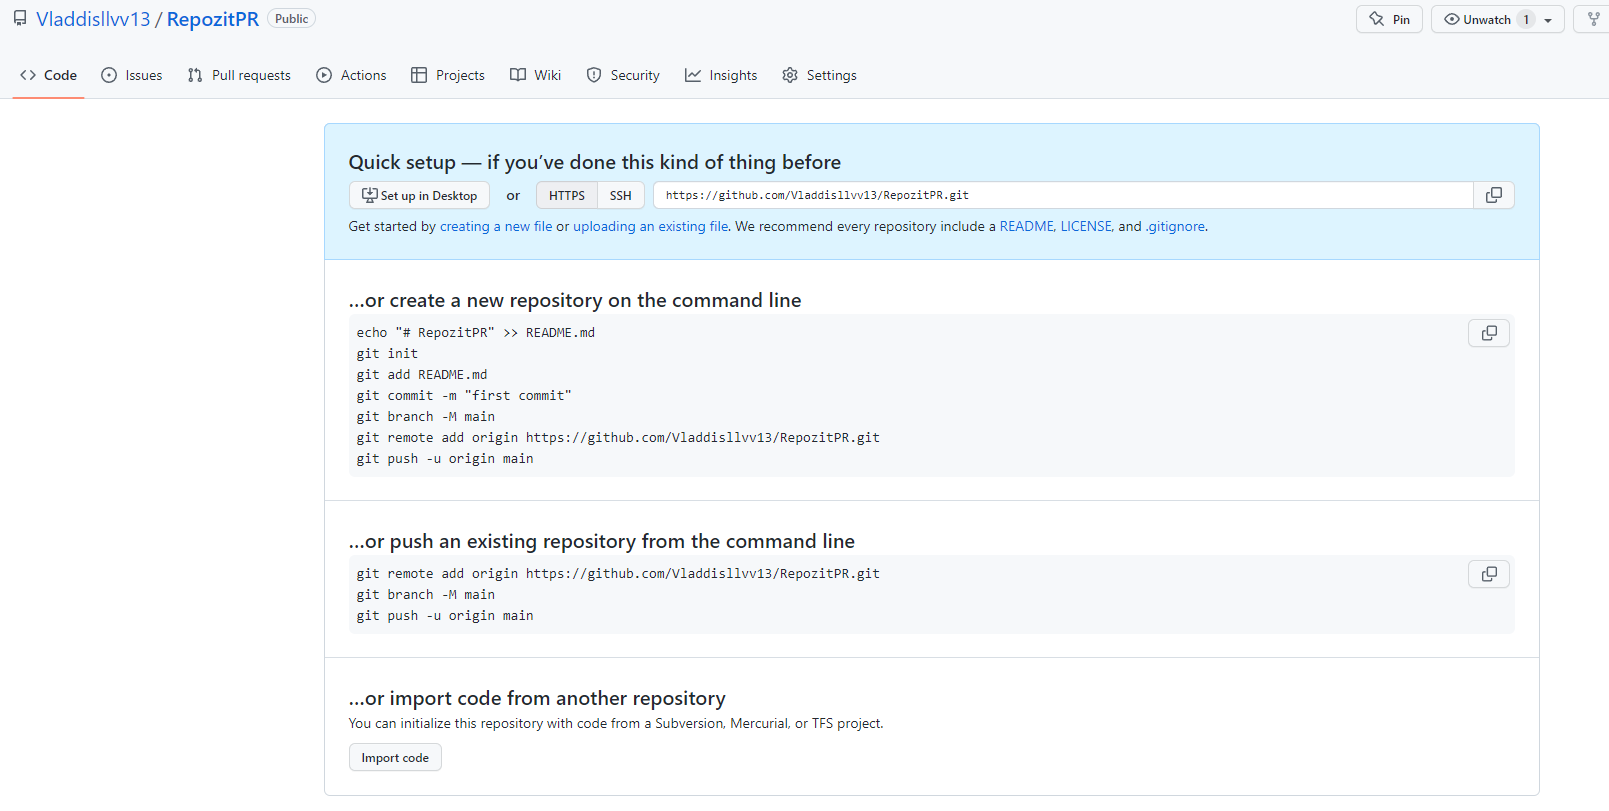 Vladdisllvv13 / RepozitPR Public Pin Unwatch 1
Code Issues Pull requests Actions Projects Wiki Security Insights Settings
Quick setup — if you’ve done this kind of thing before
Set up in Desktop or HTTPS SSH https://github.com/Vladdisllvv13/RepozitPR.git
Get started by creating a new file or uploading an existing file. We recommend every repository include a README, LICENSE, and .gitignore.
…or create a new repository on the command line
echo "# RepozitPR" >> README.md
git init
git add README.md
git commit -m "first commit"
git branch -M main
git remote add origin https://github.com/Vladdisllvv13/RepozitPR.git
git push -u origin main
…or push an existing repository from the command line
git remote add origin https://github.com/Vladdisllvv13/RepozitPR.git
git branch -M main
git push -u origin main
…or import code from another repository
You can initialize this repository with code from a Subversion, Mercurial, or TFS project.
Import code